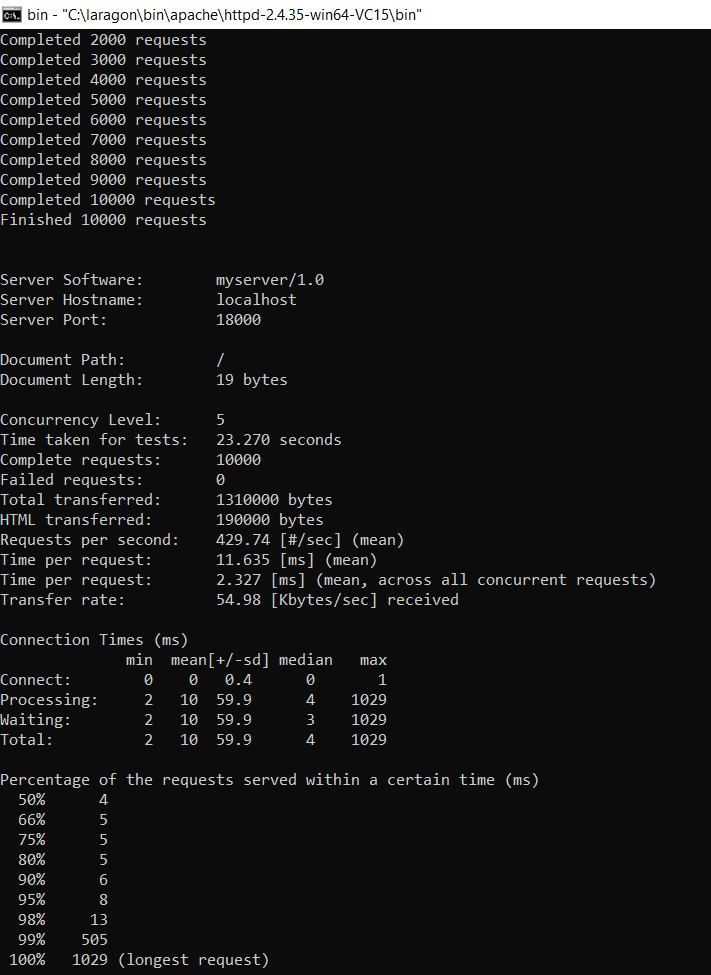 bin - "C:\laragon\bin\apache\httpd-2.4.35-win64-VC15\bin"
Completed 2000 requests
Completed 3000 requests
Completed 4000 requests
Completed 5000 requests
Completed 6000 requests
Completed 7000 requests
Completed 8000 requests
Completed 9000 requests
Completed 10000 requests
Finished 10000 requests
Server Software:        myserver/1.0
Server Hostname:        localhost
Server Port:            18000
Document Path:          /
Document Length:        19 bytes
Concurrency Level:      5
Time taken for tests:   23.270 seconds
Complete requests:      10000
Failed requests:        0
Total transferred:      1310000 bytes
HTML transferred:       190000 bytes
Requests per second:    429.74 [#/sec] (mean)
Time per request:       11.635 [ms] (mean)
Time per request:       2.327 [ms] (mean, across all concurrent requests)
Transfer rate:          54.98 [Kbytes/sec] received
Connection Times (ms)
              min  mean[+/-sd] median   max
Connect:        0    0   0.4      0       1
Processing:     2   10  59.9      4    1029
Waiting:        2   10  59.9      3    1029
Total:          2   10  59.9      4    1029
Percentage of the requests served within a certain time (ms)
  50%      4
  66%      5
  75%      5
  80%      5
  90%      6
  95%      8
  98%     13
  99%    505
 100%   1029 (longest request)